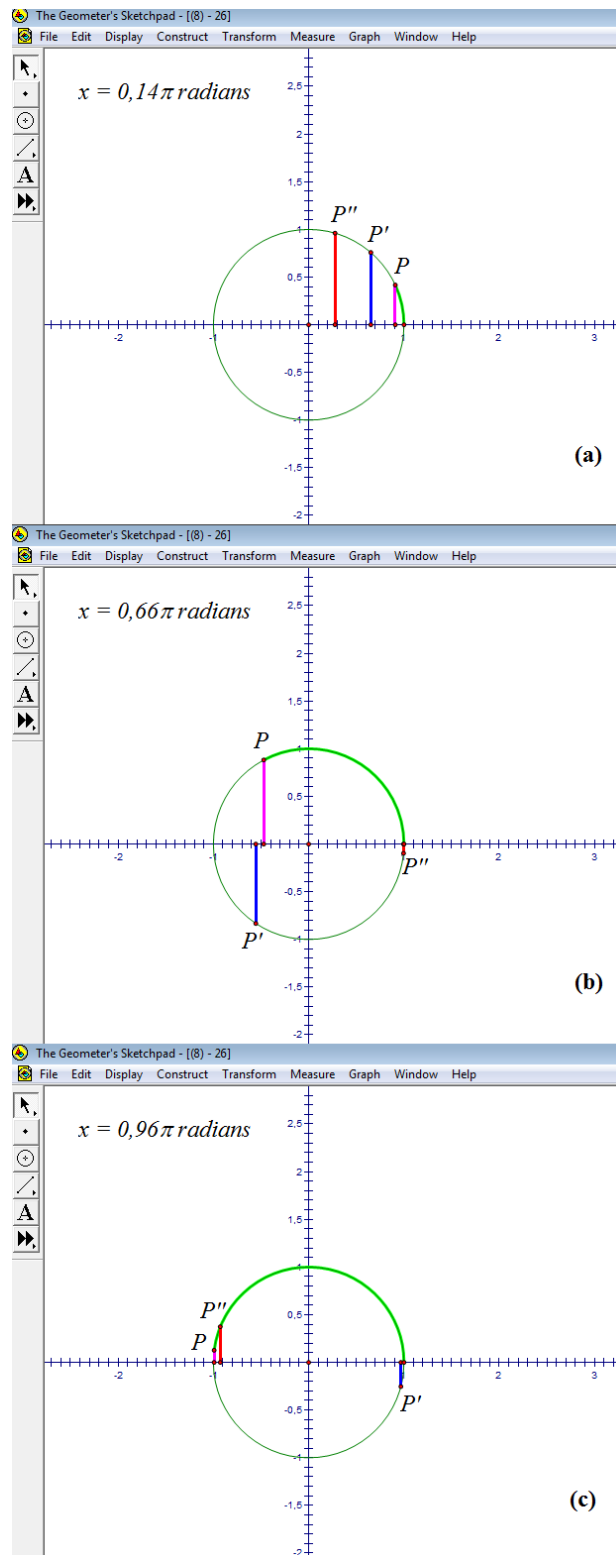 The Geometer's Sketchpad - [(8) - 26]
File Edit Display Construct Transform Measure Graph Window Help
x = 0,14π radians
A
2,5
2
1,5
P''
P'
1
P
0,5
-2
-1
1
2
3
-0,5
-1
(a)
-1,5
-2
The Geometer's Sketchpad - [(8) - 26]
File Edit Display Construct Transform Measure Graph Window Help
x = 0,66π radians
A
2,5
2
1,5
P
1
0,5
-2
-1
1
2
3
P''
-0,5
P'
-1
(b)
-1,5
-2
The Geometer's Sketchpad - [(8) - 26]
File Edit Display Construct Transform Measure Graph Window Help
x = 0,96π radians
A
2,5
2
1,5
1
P''
0,5
P
-2
-1
1
2
3
P'
-0,5
-1
(c)
-1,5
-2